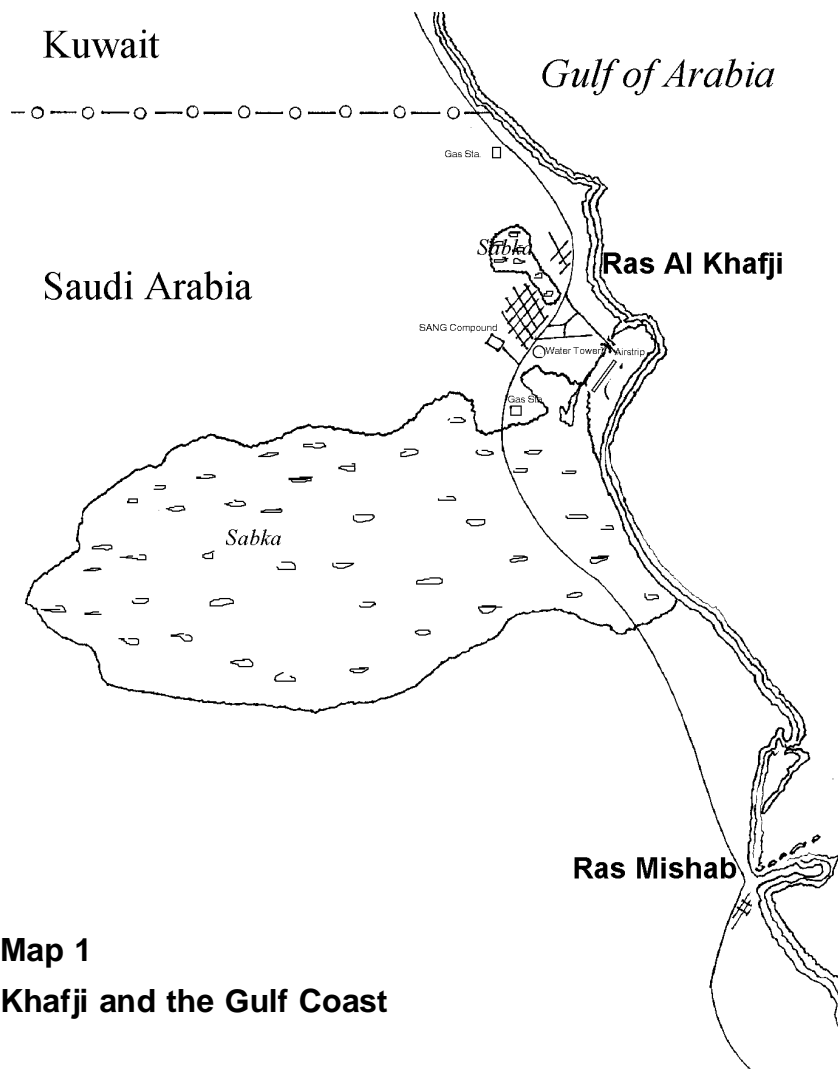 Kuwait
Gulf of Arabia
Gas Sta.
Sabka
Ras Al Khafji
Saudi Arabia
SANG Compound
Water Tower
Airstrip
Gas Sta.
Sabka
Ras Mishab
Map 1
Khafji and the Gulf Coast